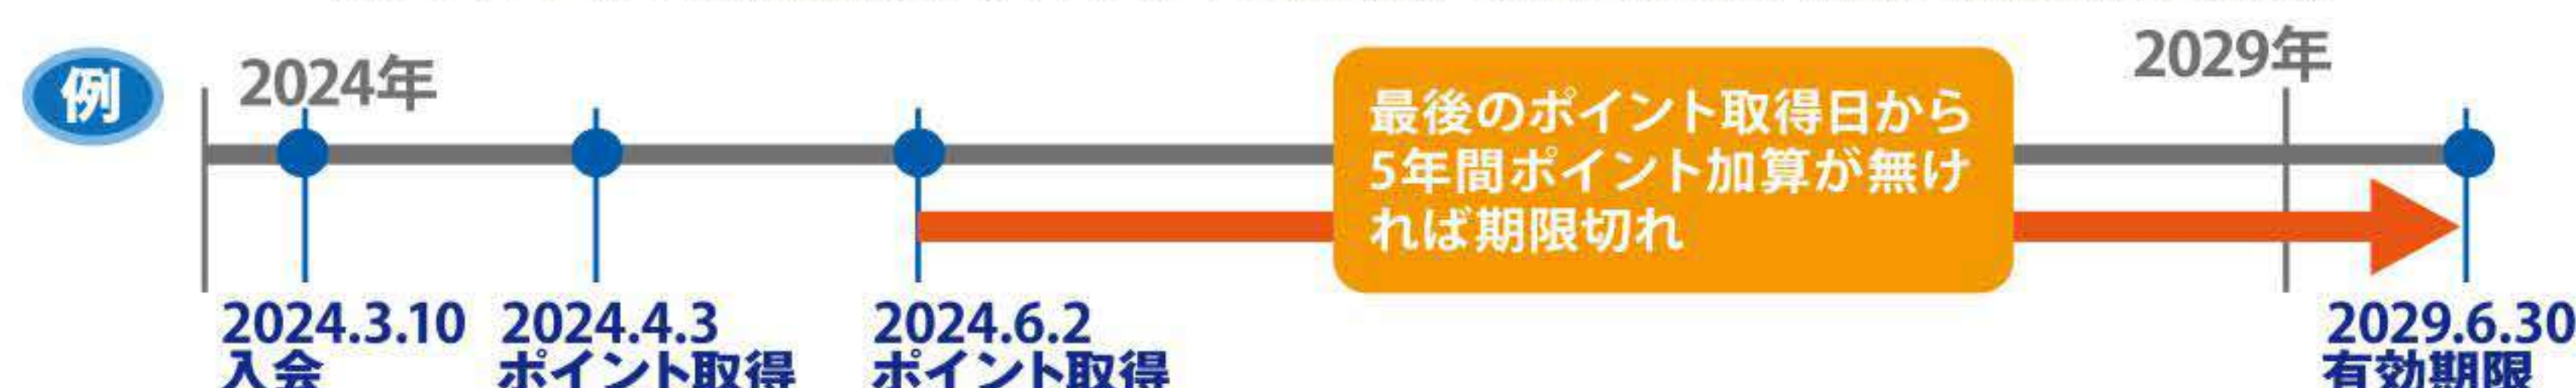 例
2024年
2029年
最後のポイント取得日から
5年間ポイント加算が無け
れば期限切れ
2024.3.10
入会
2024.4.3
ポイント取得
2024.6.2
ポイント取得
2029.6.30
有効期限